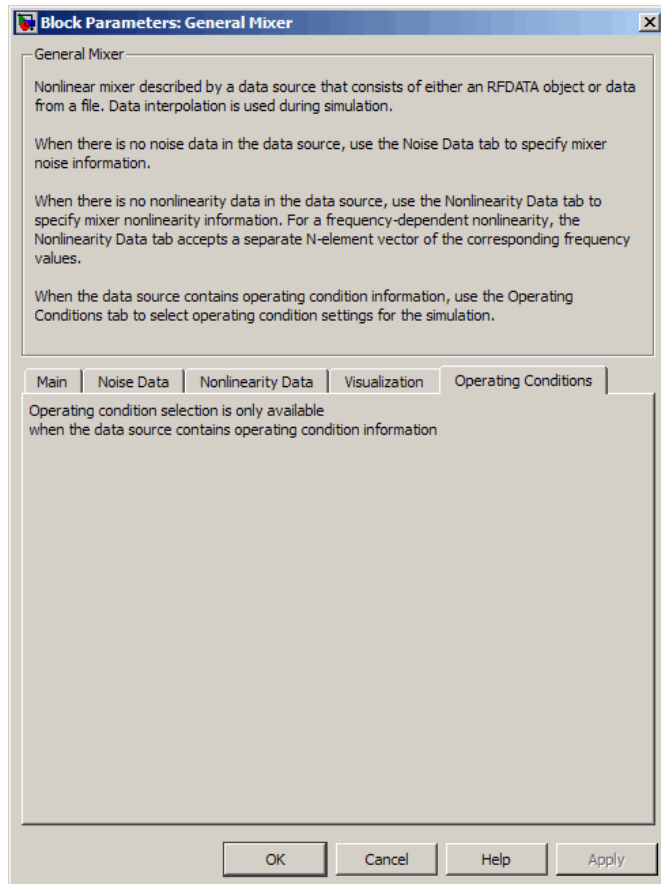 Block Parameters: General Mixer
General Mixer
Nonlinear mixer described by a data source that consists of either an RFDATA object or data
from a file. Data interpolation is used during simulation.
When there is no noise data in the data source, use the Noise Data tab to specify mixer
noise information.
When there is no nonlinearity data in the data source, use the Nonlinearity Data tab to
specify mixer nonlinearity information. For a frequency-dependent nonlinearity, the
Nonlinearity Data tab accepts a separate N-element vector of the corresponding frequency
values.
When the data source contains operating condition information, use the Operating
Conditions tab to select operating condition settings for the simulation.
Main Noise Data Nonlinearity Data Visualization Operating Conditions
Operating condition selection is only available
when the data source contains operating condition information
OK Cancel Help Apply